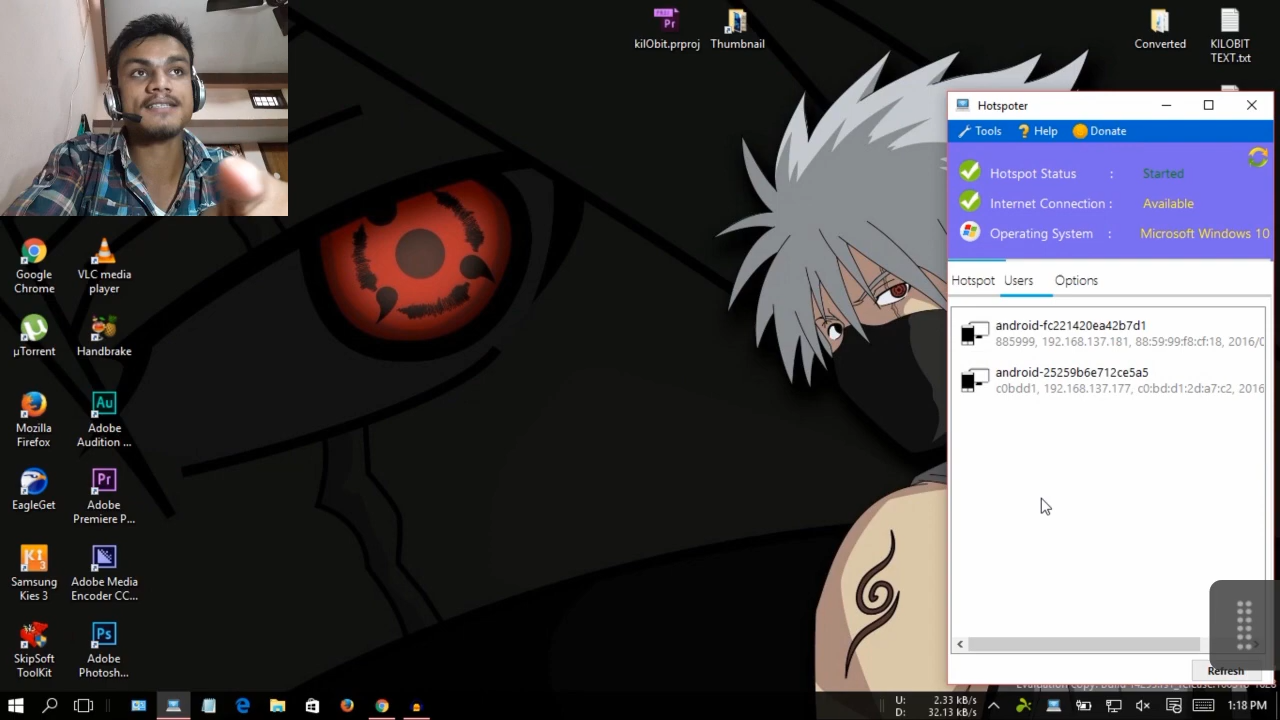 kilObit.prproj
Thumbnail
Converted
KILOBIT
TEXT.txt
Hotspoter
Tools
Help
Donate
Hotspot Status : Started
Internet Connection : Available
Operating System : Microsoft Windows 10
Hotspot
Users
Options
android-fc221420ea42b7d1
885999, 192.168.137.181, 88:59:99:f8:cf:18, 2016/0
android-25259b6e712ce5a5
c0bdd1, 192.168.137.177, c0:bd:d1:2d:a7:c2, 2016
Refresh
Google
Chrome
VLC media
player
µTorrent
Handbrake
Mozilla
Firefox
Au
Adobe
Audition ...
EagleGet
Pr
Adobe
Premiere P...
Samsung
Kies 3
Adobe Media
Encoder CC...
SkipSoft
ToolKit
Ps
Adobe
Photosh...
U: 2.33 kB/s
D: 32.13 kB/s
1:18 PM